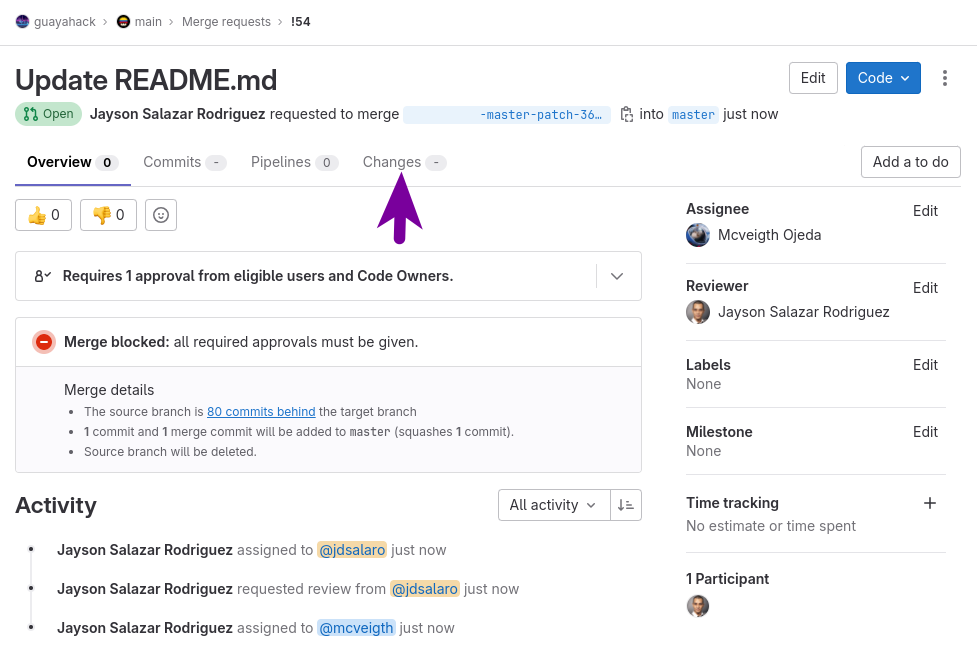 guayahack › main › Merge requests › !54
Update README.md
Edit
Code
Open Jayson Salazar Rodriguez requested to merge -master-patch-36… into master just now
Overview 0 Commits - Pipelines 0 Changes -
Add a to do
👍 0 👎 0
Requires 1 approval from eligible users and Code Owners.
Merge blocked: all required approvals must be given.
Merge details
• The source branch is 80 commits behind the target branch
• 1 commit and 1 merge commit will be added to master (squashes 1 commit).
• Source branch will be deleted.
Activity
All activity
Jayson Salazar Rodriguez assigned to @jdsalaro just now
Jayson Salazar Rodriguez requested review from @jdsalaro just now
Jayson Salazar Rodriguez assigned to @mcveigth just now
Assignee Edit
Mcveigth Ojeda
Reviewer Edit
Jayson Salazar Rodriguez
Labels Edit
None
Milestone Edit
None
Time tracking +
No estimate or time spent
1 Participant